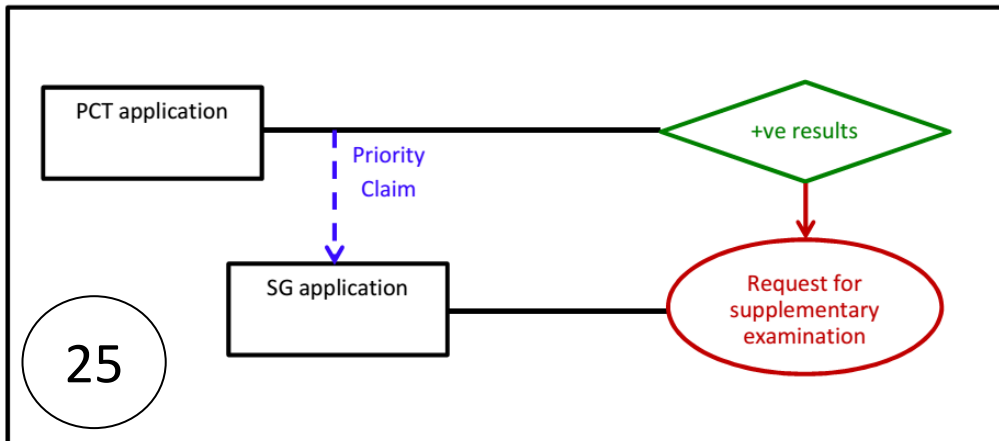 PCT application
+ve results
Priority
Claim
SG application
Request for
supplementary
examination
25